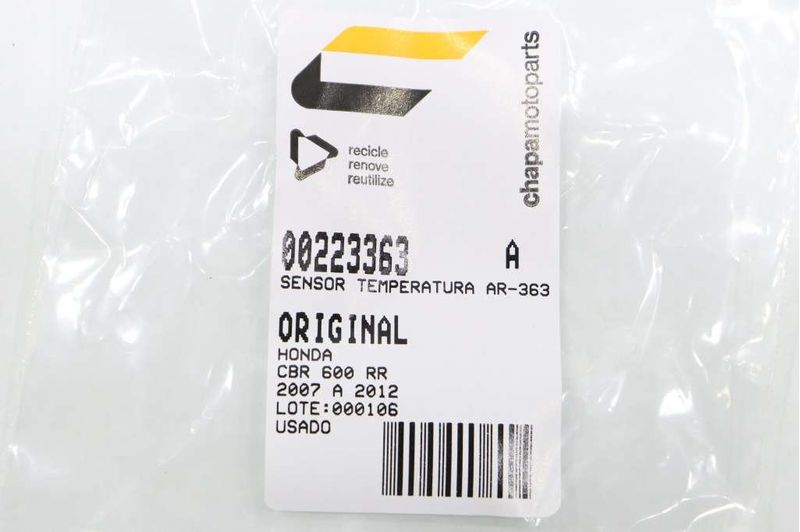 chapamotoparts
recicle
renove
reutilize
00223363 A
SENSOR TEMPERATURA AR-363
ORIGINAL
HONDA
CBR 600 RR
2007 A 2012
LOTE:000106
USADO